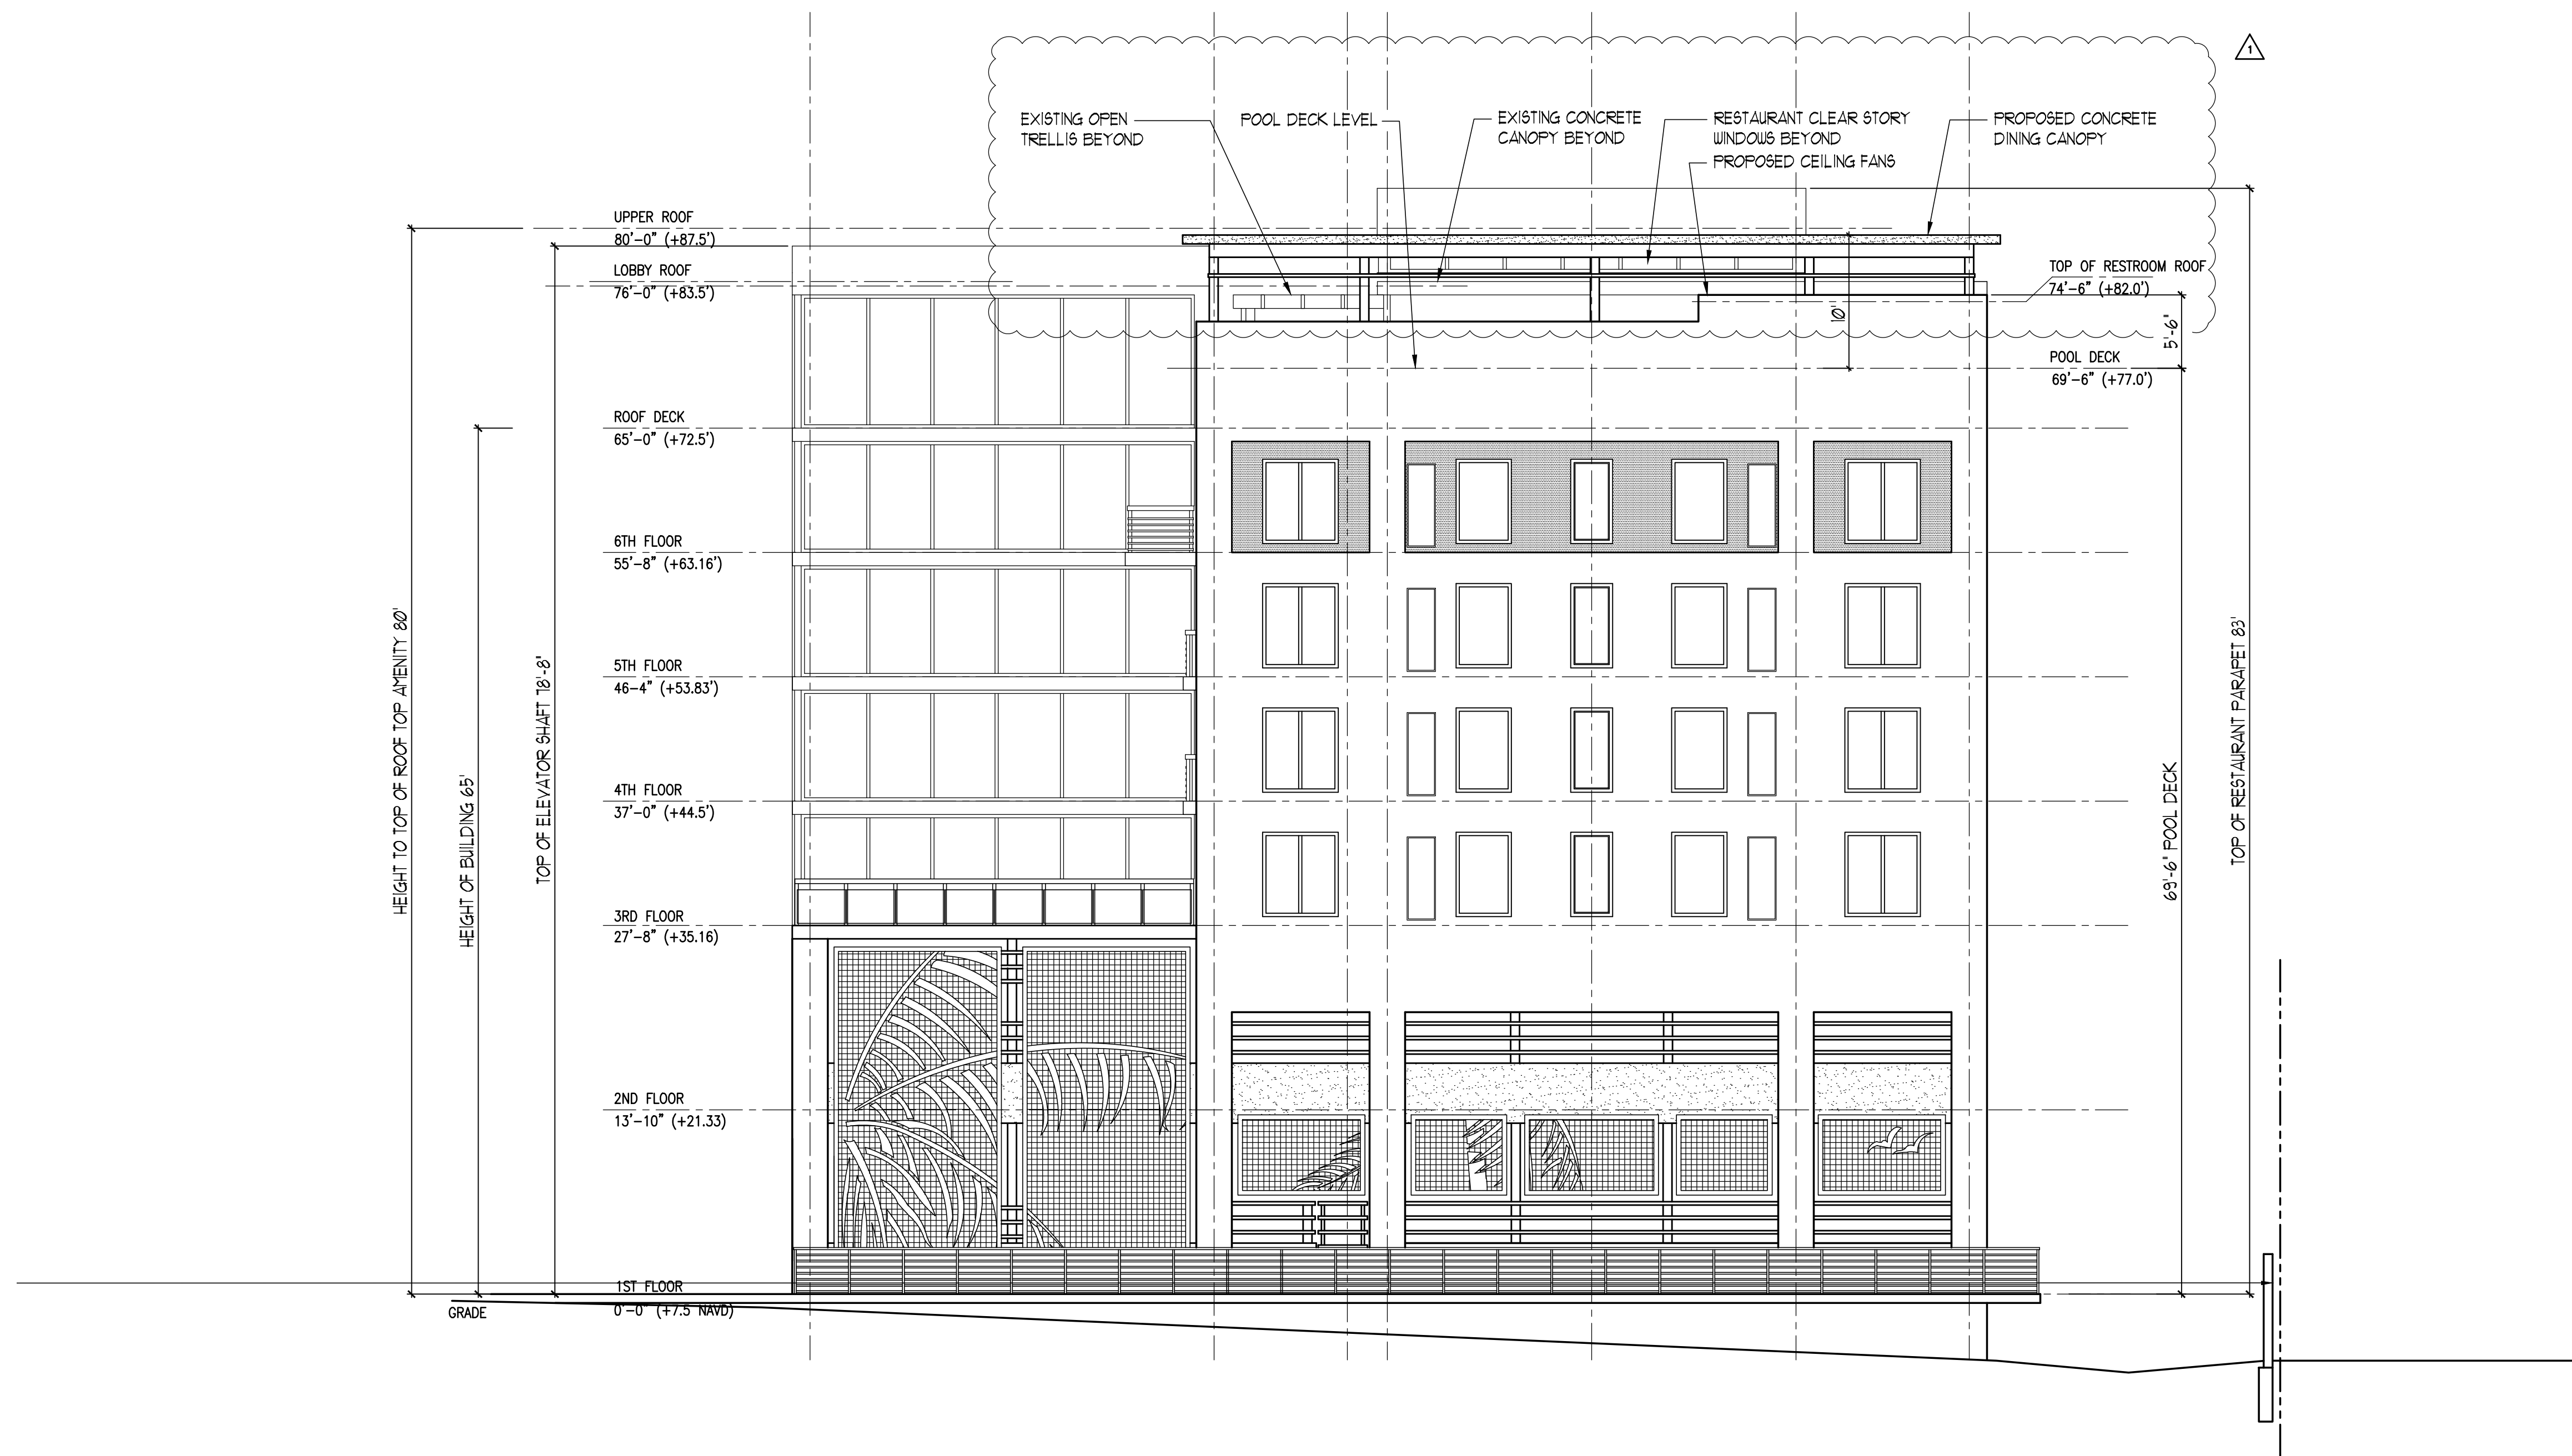 1
EXISTING OPEN
TRELLIS BEYOND
POOL DECK LEVEL
EXISTING CONCRETE
CANOPY BEYOND
RESTAURANT CLEAR STORY
WINDOWS BEYOND
PROPOSED CEILING FANS
PROPOSED CONCRETE
DINING CANOPY
UPPER ROOF
80'-0" (+87.5')
LOBBY ROOF
76'-0" (+83.5')
TOP OF RESTROOM ROOF
74'-6" (+82.0')
10'
5'-6"
POOL DECK
69'-6" (+77.0')
ROOF DECK
65'-0" (+72.5')
6TH FLOOR
55'-8" (+63.16')
5TH FLOOR
46-4" (+53.83')
4TH FLOOR
37'-0" (+44.5')
3RD FLOOR
27'-8" (+35.16)
2ND FLOOR
13'-10" (+21.33)
1ST FLOOR
0'-0" (+7.5 NAVD)
GRADE
HEIGHT TO TOP OF ROOF TOP AMENITY 80'
HEIGHT OF BUILDING 65'
TOP OF ELEVATOR SHAFT 78'-8"
69'-6" POOL DECK
TOP OF RESTAURANT PARAPET 83'